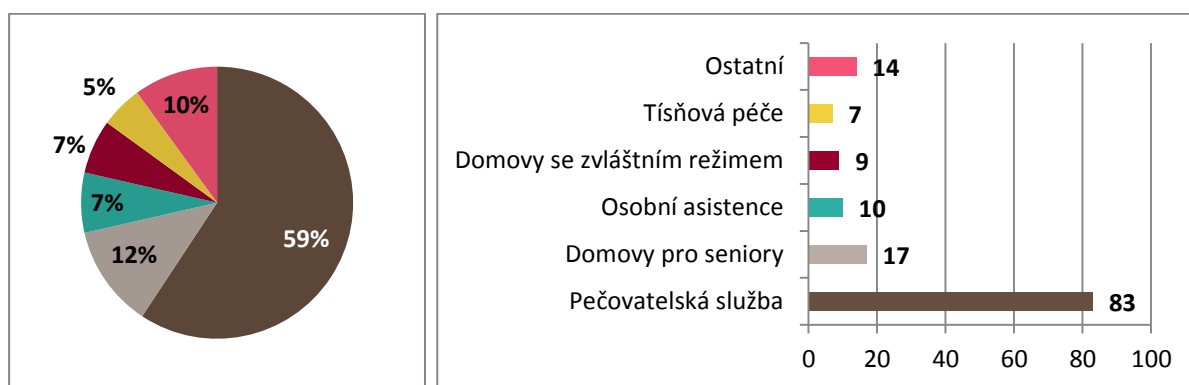 5%
10%
7%
7%
12%
59%
Ostatní 14
Tísňová péče 7
Domovy se zvláštním režimem 9
Osobní asistence 10
Domovy pro seniory 17
Pečovatelská služba 83
0 20 40 60 80 100